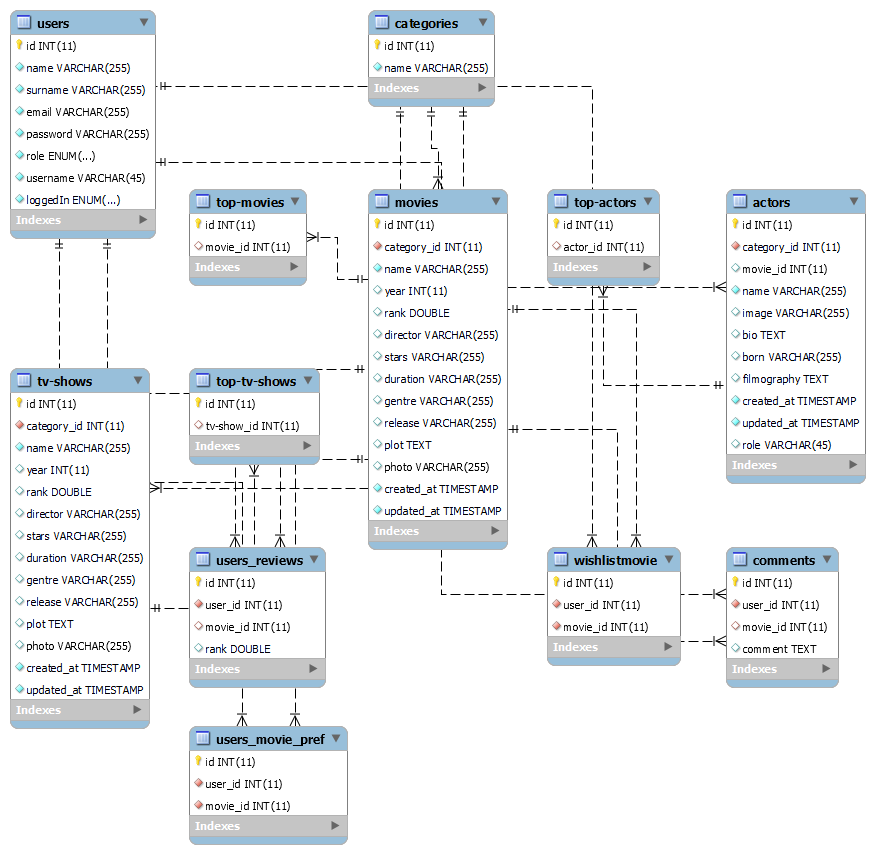 users
id INT(11)
name VARCHAR(255)
surname VARCHAR(255)
email VARCHAR(255)
password VARCHAR(255)
role ENUM(...)
username VARCHAR(45)
loggedIn ENUM(...)
Indexes
categories
id INT(11)
name VARCHAR(255)
Indexes
top-movies
id INT(11)
movie_id INT(11)
Indexes
movies
id INT(11)
category_id INT(11)
name VARCHAR(255)
year INT(11)
rank DOUBLE
director VARCHAR(255)
stars VARCHAR(255)
duration VARCHAR(255)
gentre VARCHAR(255)
release VARCHAR(255)
plot TEXT
photo VARCHAR(255)
created_at TIMESTAMP
updated_at TIMESTAMP
Indexes
top-actors
id INT(11)
actor_id INT(11)
Indexes
actors
id INT(11)
category_id INT(11)
movie_id INT(11)
name VARCHAR(255)
image VARCHAR(255)
bio TEXT
born VARCHAR(255)
filmography TEXT
created_at TIMESTAMP
updated_at TIMESTAMP
role VARCHAR(45)
Indexes
tv-shows
id INT(11)
category_id INT(11)
name VARCHAR(255)
year INT(11)
rank DOUBLE
director VARCHAR(255)
stars VARCHAR(255)
duration VARCHAR(255)
gentre VARCHAR(255)
release VARCHAR(255)
plot TEXT
photo VARCHAR(255)
created_at TIMESTAMP
updated_at TIMESTAMP
Indexes
top-tv-shows
id INT(11)
tv-show_id INT(11)
Indexes
users_reviews
id INT(11)
user_id INT(11)
movie_id INT(11)
rank DOUBLE
Indexes
wishlistmovie
id INT(11)
user_id INT(11)
movie_id INT(11)
Indexes
comments
id INT(11)
user_id INT(11)
movie_id INT(11)
comment TEXT
Indexes
users_movie_pref
id INT(11)
user_id INT(11)
movie_id INT(11)
Indexes